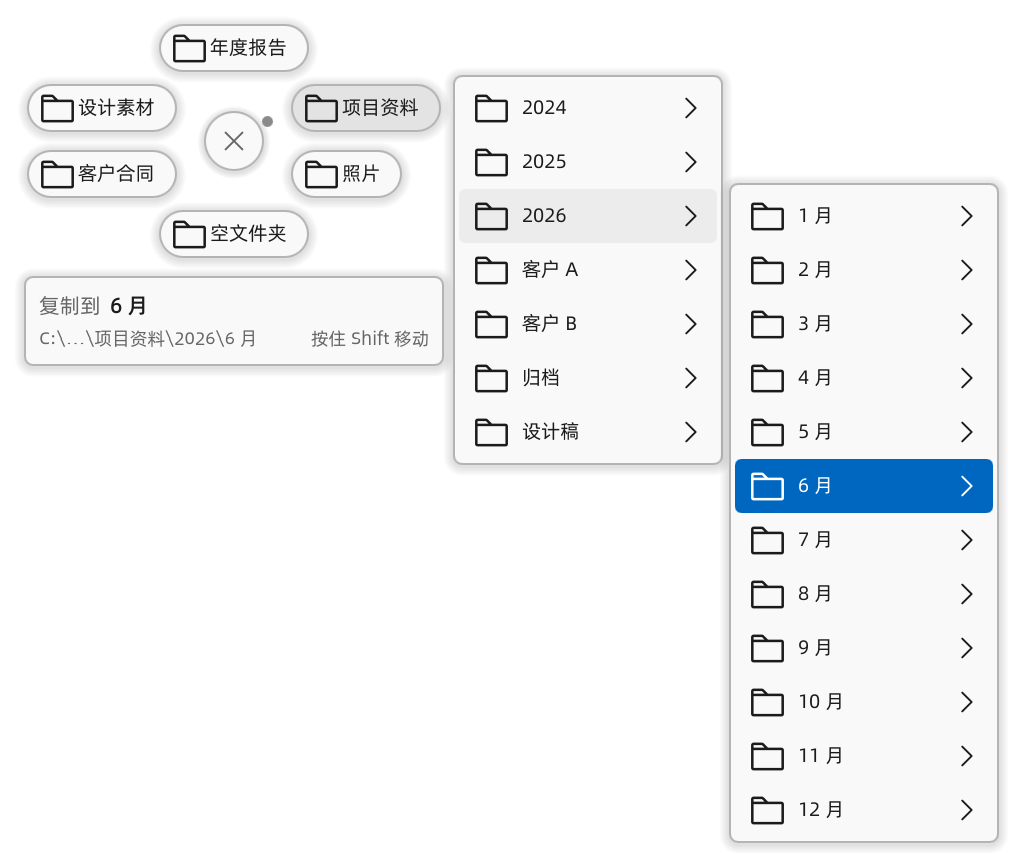 年度报告
设计素材
项目资料
客户合同
照片
空文件夹
复制到 6 月
C:\...\项目资料\2026\6 月
按住 Shift 移动
2024
2025
2026
客户 A
客户 B
归档
设计稿
1 月
2 月
3 月
4 月
5 月
6 月
7 月
8 月
9 月
10 月
11 月
12 月